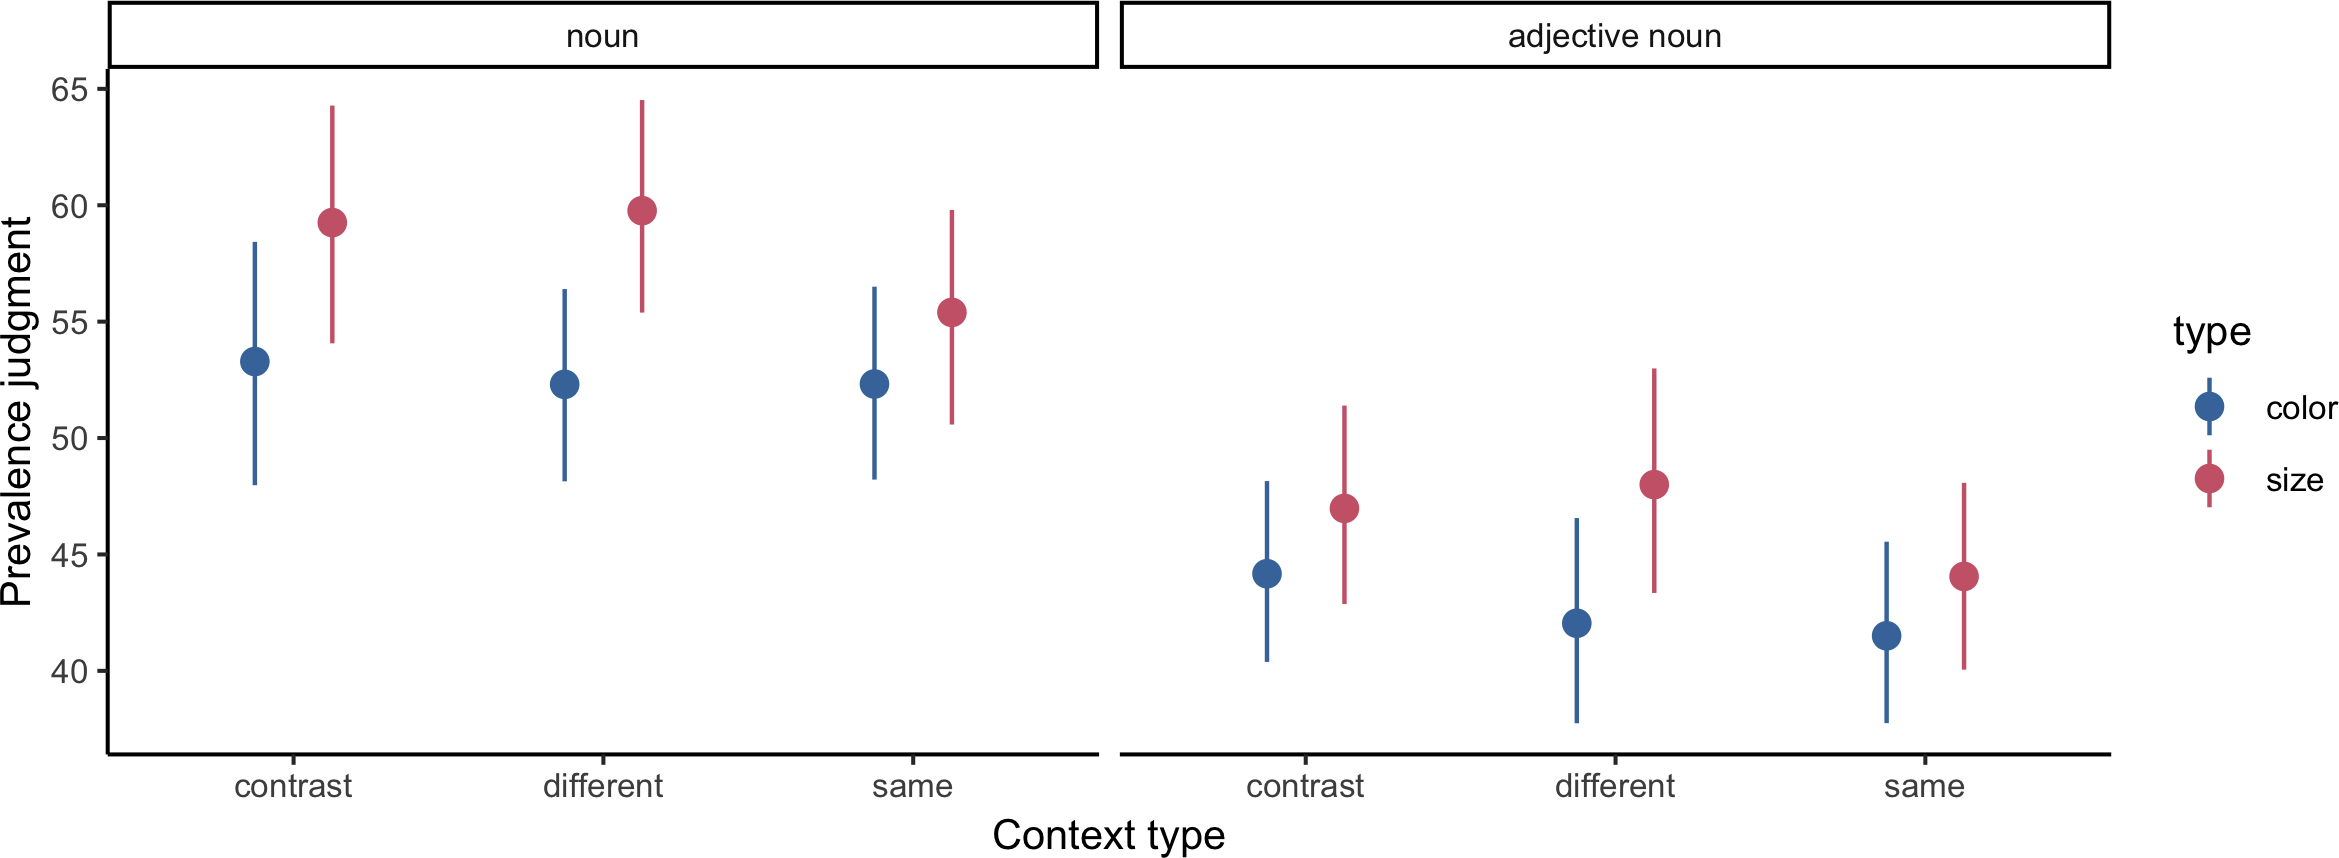 noun
adjective noun
Prevalence judgment
65
60
55
50
45
40
contrast
different
same
contrast
different
same
Context type
type
color
size